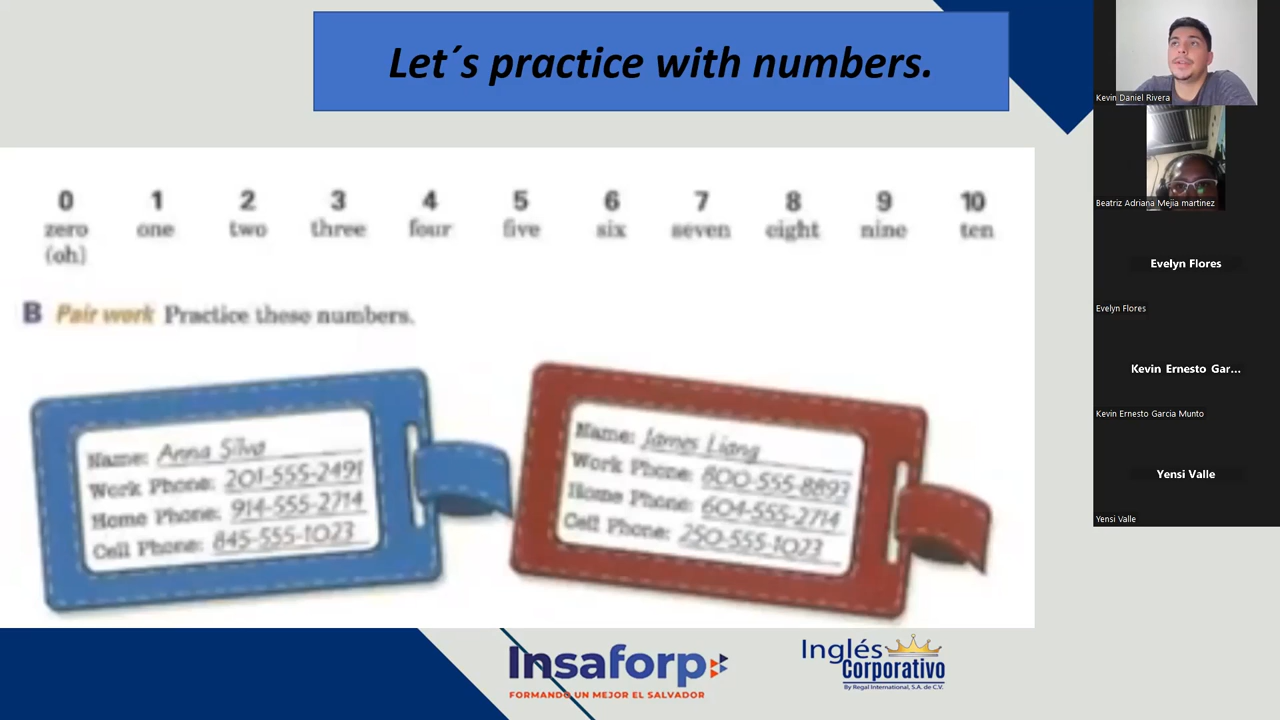 Let´s practice with numbers.
0 1 2 3 4 5 6 7 8 9 10
zero one two three four five six seven eight nine ten
(oh)
B Pair work Practice these numbers.
Name: Anna Silva
Work Phone: 201-555-2491
Home Phone: 914-555-2714
Cell Phone: 845-555-1023
Name: James Liang
Work Phone: 800-555-8893
Home Phone: 604-555-2714
Cell Phone: 250-555-1023
Insaforp
FORMANDO UN MEJOR EL SALVADOR
Inglés
Corporativo
By Regal International, S.A. de C.V.
Kevin Daniel Rivera
Beatriz Adriana Mejia martinez
Evelyn Flores
Evelyn Flores
Kevin Ernesto Gar...
Kevin Ernesto Garcia Munto
Yensi Valle
Yensi Valle